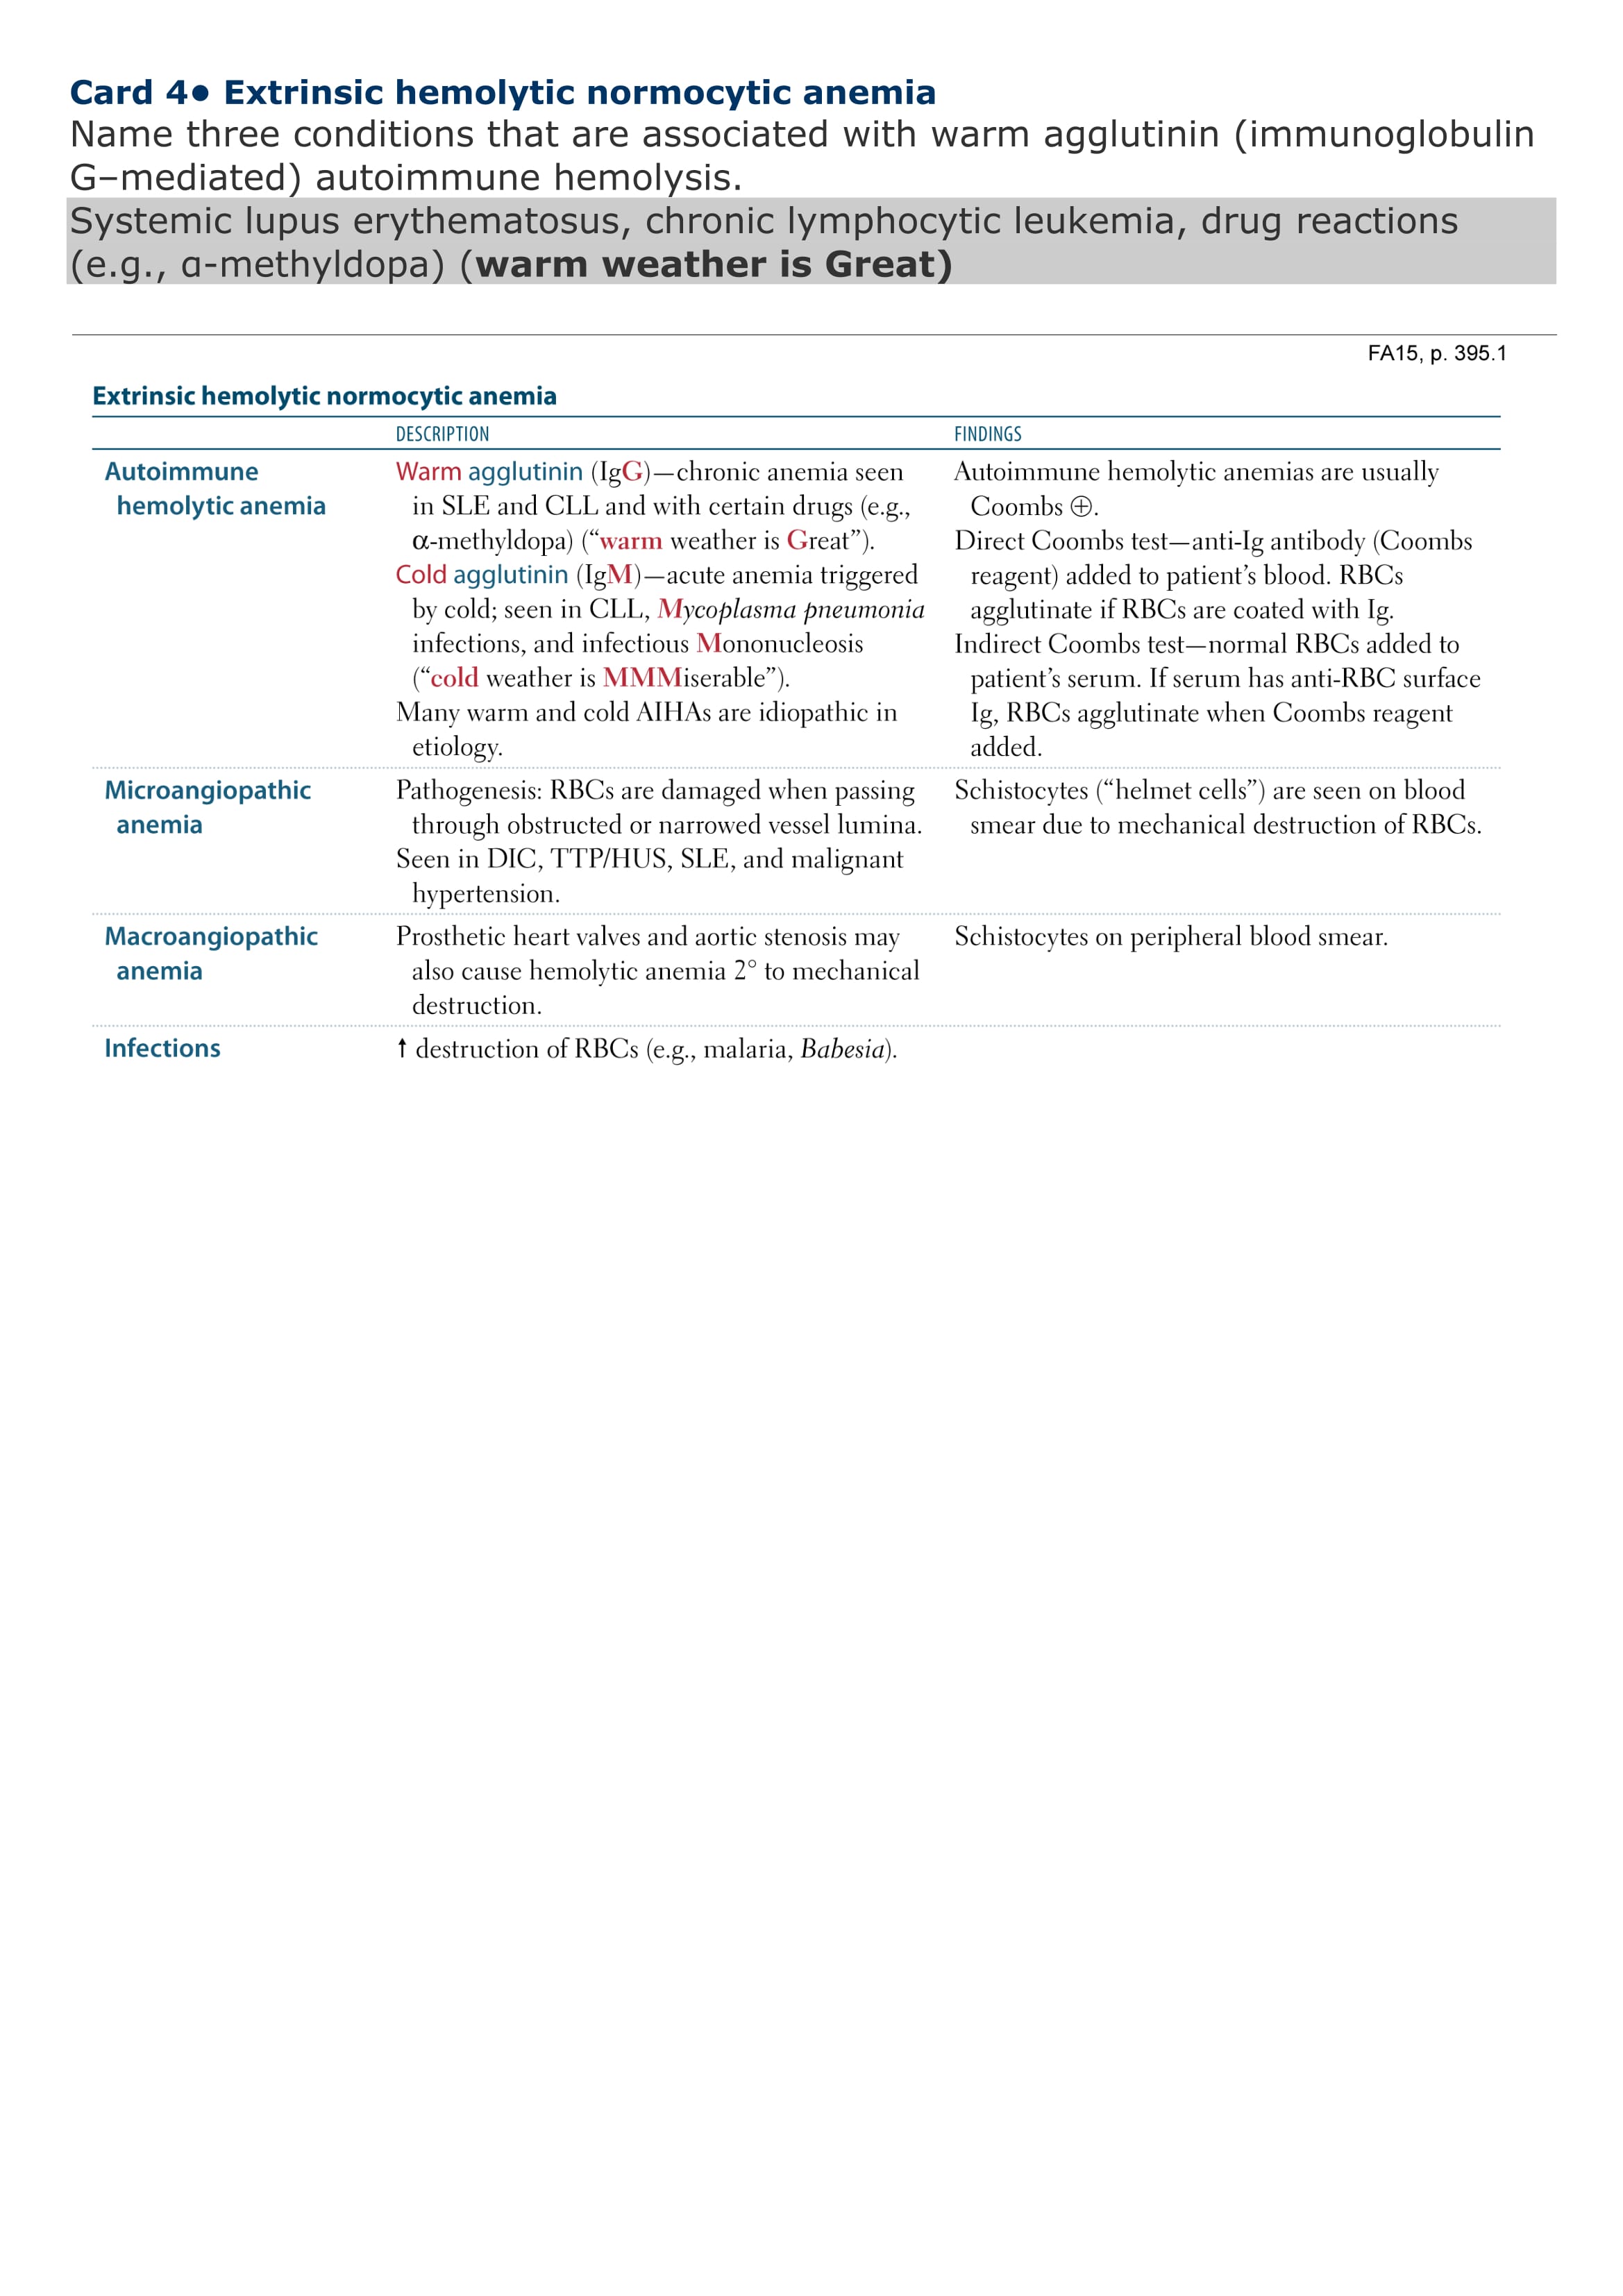 Card 4● Extrinsic hemolytic normocytic anemia
Name three conditions that are associated with warm agglutinin (immunoglobulin
G–mediated) autoimmune hemolysis.
Systemic lupus erythematosus, chronic lymphocytic leukemia, drug reactions
(e.g., ɑ-methyldopa) (warm weather is Great)
FA15, p. 395.1
Extrinsic hemolytic normocytic anemia
DESCRIPTION FINDINGS
Autoimmune
hemolytic anemia
Warm agglutinin (IgG)—chronic anemia seen
in SLE and CLL and with certain drugs (e.g.,
α-methyldopa) (“warm weather is Great”).
Cold agglutinin (IgM)—acute anemia triggered
by cold; seen in CLL, Mycoplasma pneumonia
infections, and infectious Mononucleosis
(“cold weather is MMMiserable”).
Many warm and cold AIHAs are idiopathic in
etiology.
Autoimmune hemolytic anemias are usually
Coombs ⊕.
Direct Coombs test—anti-Ig antibody (Coombs
reagent) added to patient’s blood. RBCs
agglutinate if RBCs are coated with Ig.
Indirect Coombs test—normal RBCs added to
patient’s serum. If serum has anti-RBC surface
Ig, RBCs agglutinate when Coombs reagent
added.
Microangiopathic
anemia
Pathogenesis: RBCs are damaged when passing
through obstructed or narrowed vessel lumina.
Seen in DIC, TTP/HUS, SLE, and malignant
hypertension.
Schistocytes (“helmet cells”) are seen on blood
smear due to mechanical destruction of RBCs.
Macroangiopathic
anemia
Prosthetic heart valves and aortic stenosis may
also cause hemolytic anemia 2° to mechanical
destruction.
Schistocytes on peripheral blood smear.
Infections
↑ destruction of RBCs (e.g., malaria, Babesia).